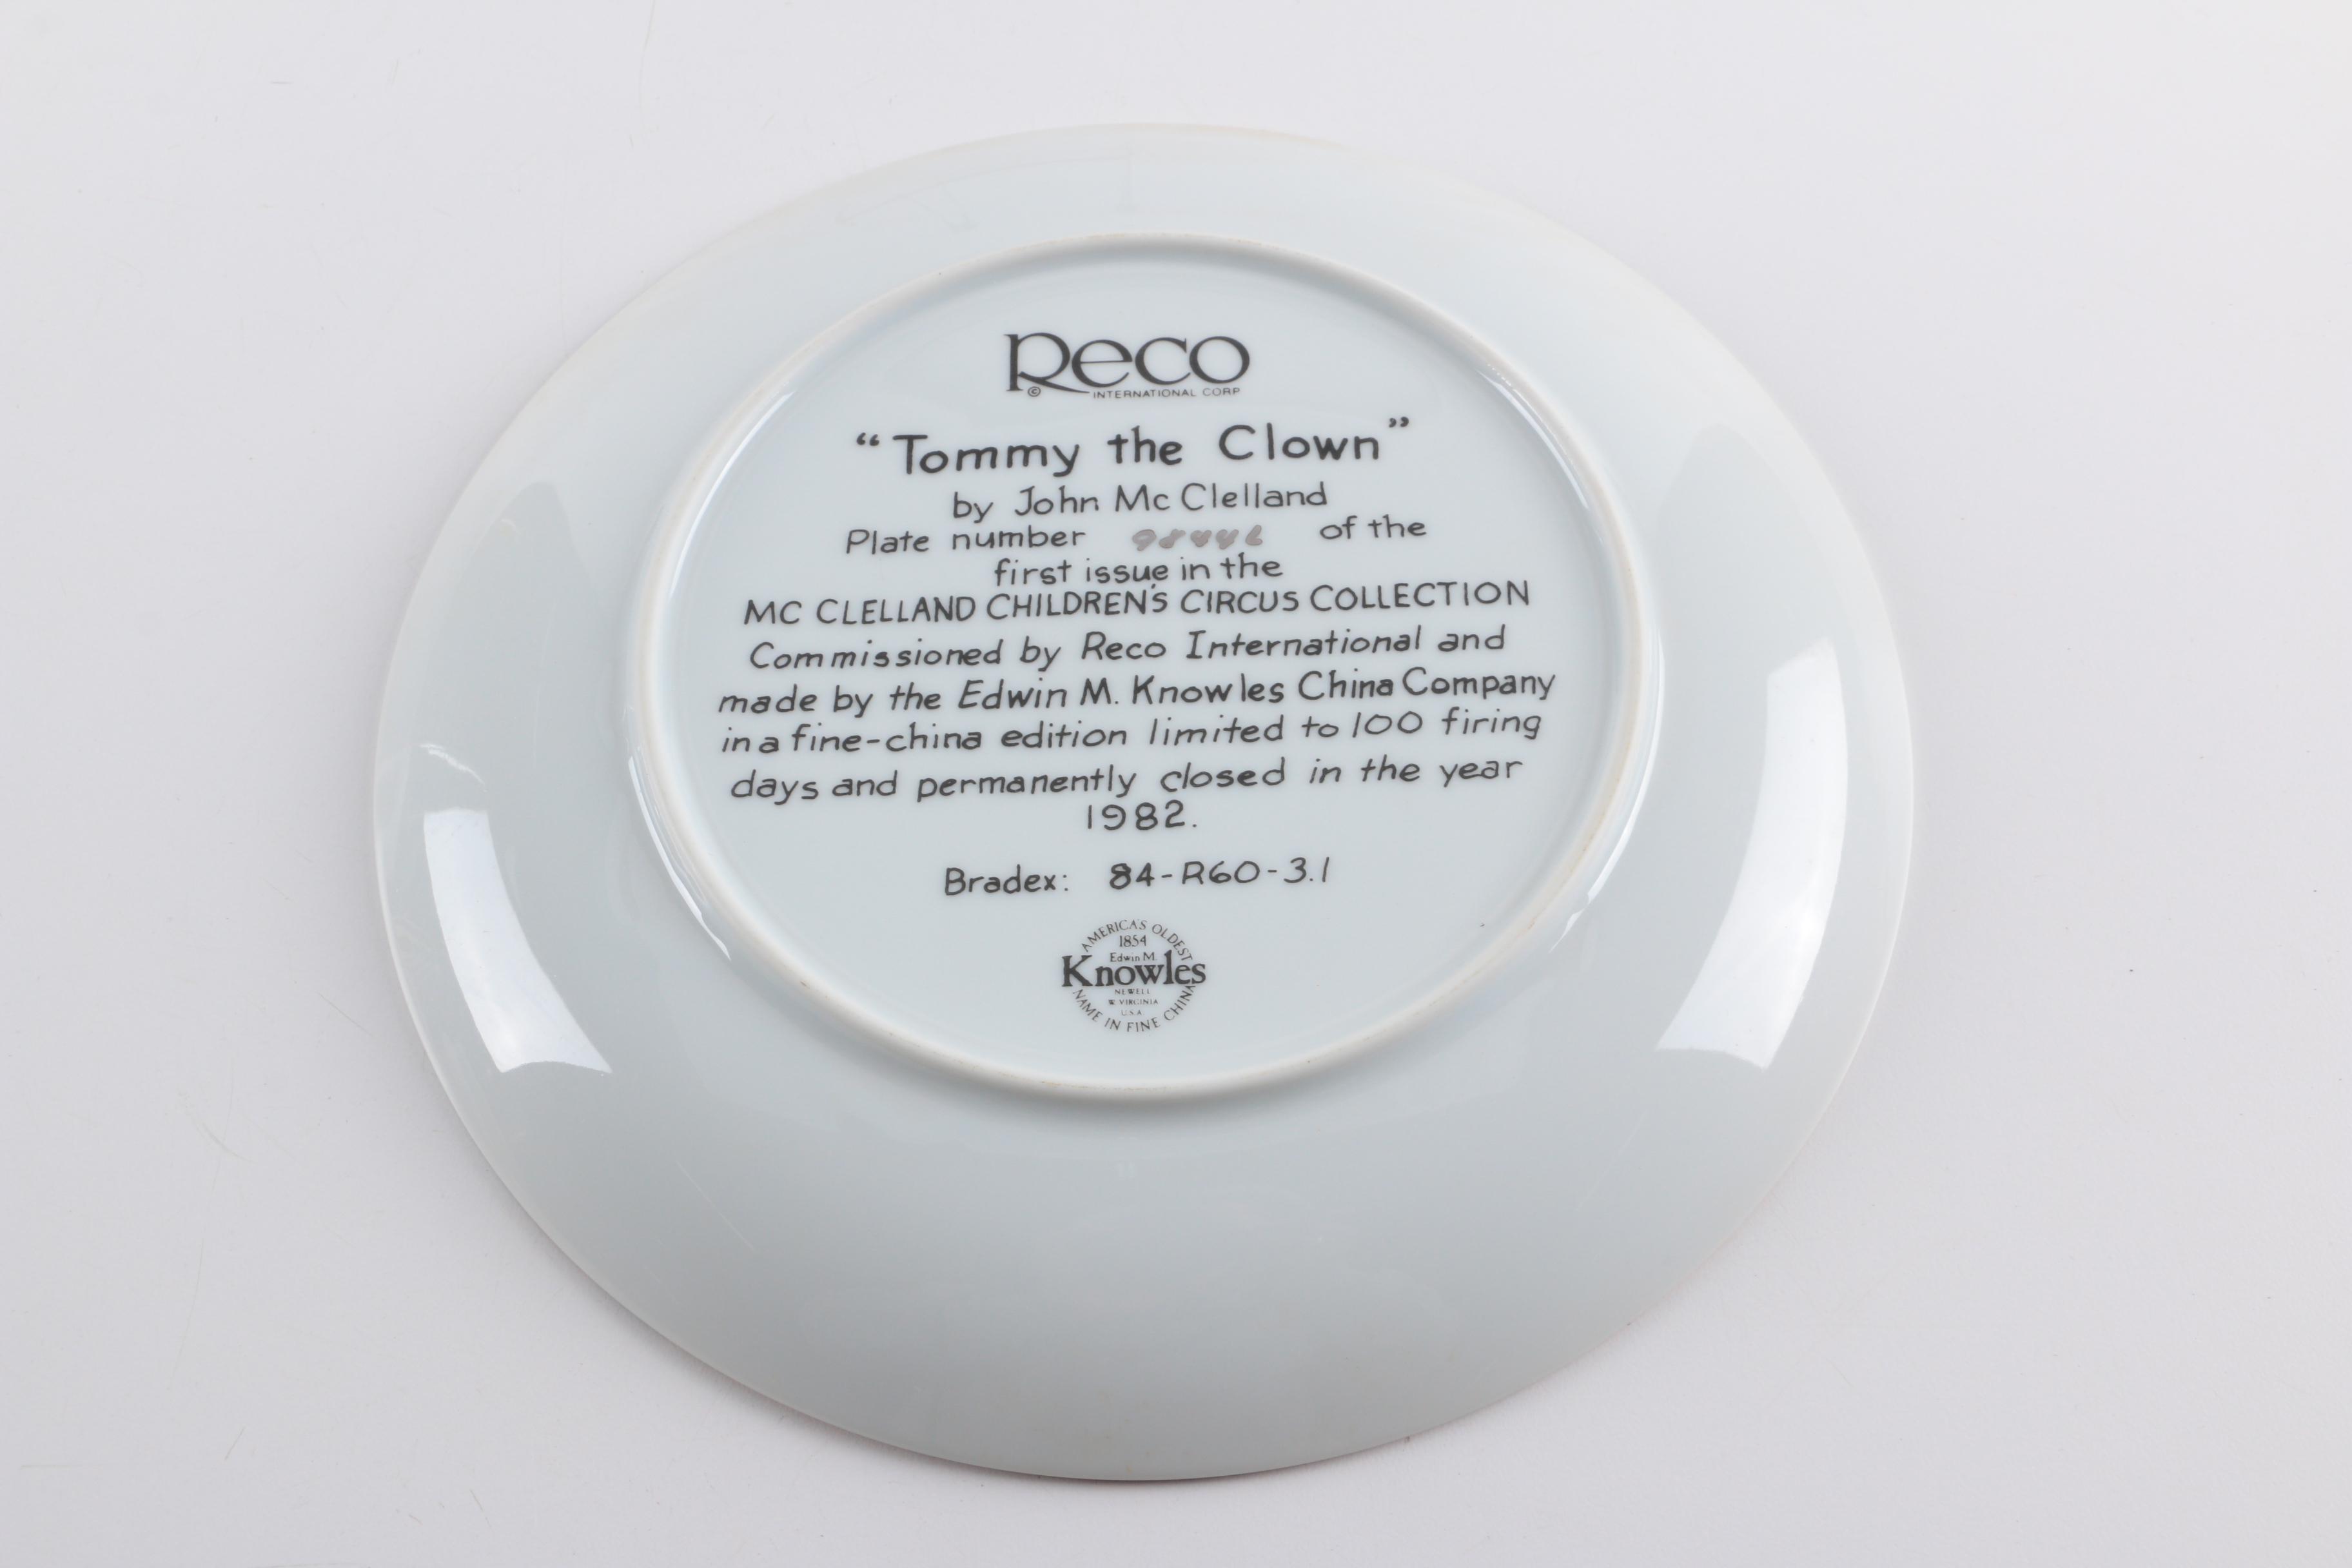 Reco
© INTERNATIONAL CORP
“Tommy the Clown”
by John Mc Clelland
Plate number of the
first issue in the
MC CLELLAND CHILDREN'S CIRCUS COLLECTION
Commissioned by Reco International and
made by the Edwin M. Knowles China Company
in a fine-china edition limited to 100 firing
days and permanently closed in the year
1982.
Bradex: 84-R60-3.1
AMERICA'S OLDEST
1854
Edwin M.
Knowles
NEWELL
W. VIRGINIA
U.S.A
NAME IN FINE CHINA